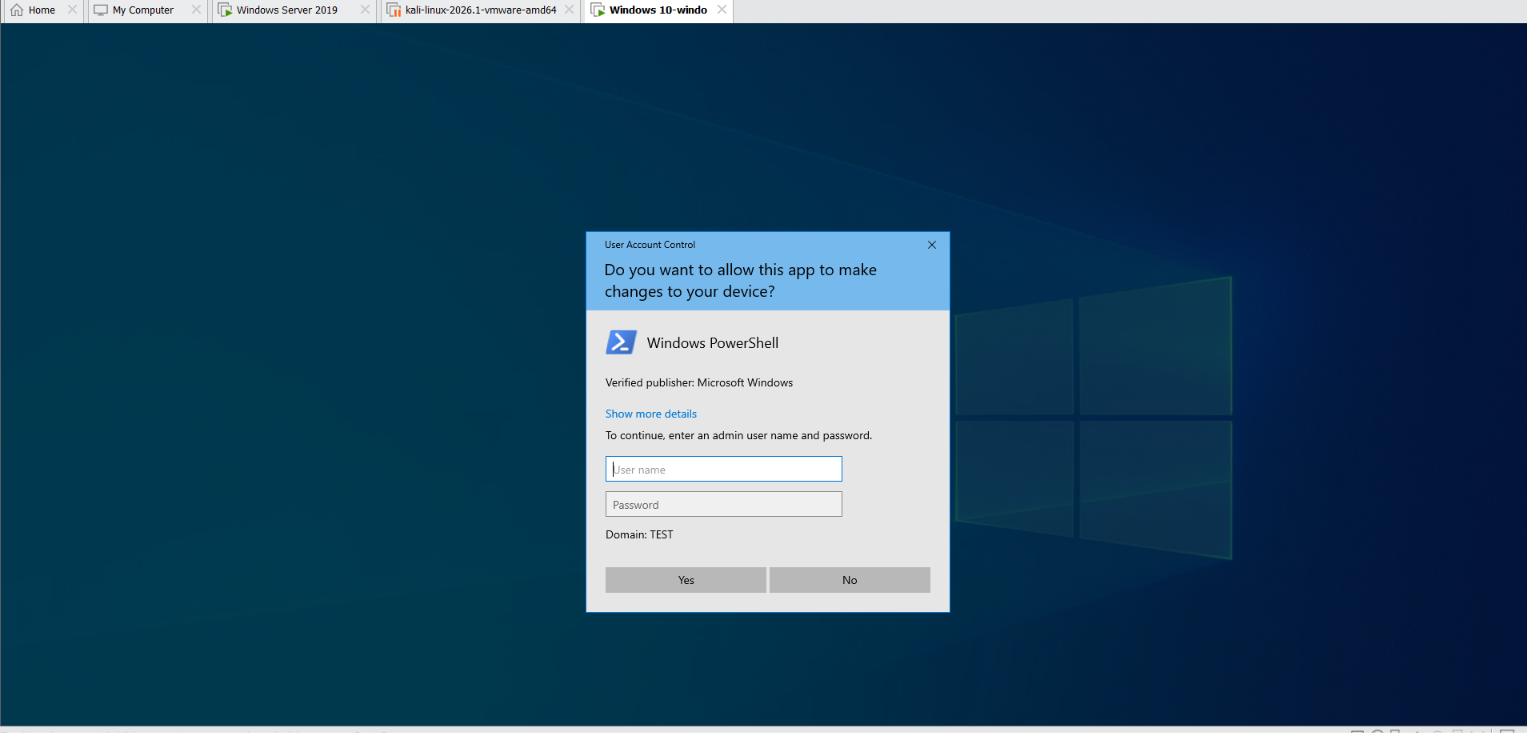 Home My Computer Windows Server 2019 kali-linux-2026.1-vmware-amd64 Windows 10-windo
User Account Control
Do you want to allow this app to make
changes to your device?
Windows PowerShell
Verified publisher: Microsoft Windows
Show more details
To continue, enter an admin user name and password.
User name
Password
Domain: TEST
Yes No